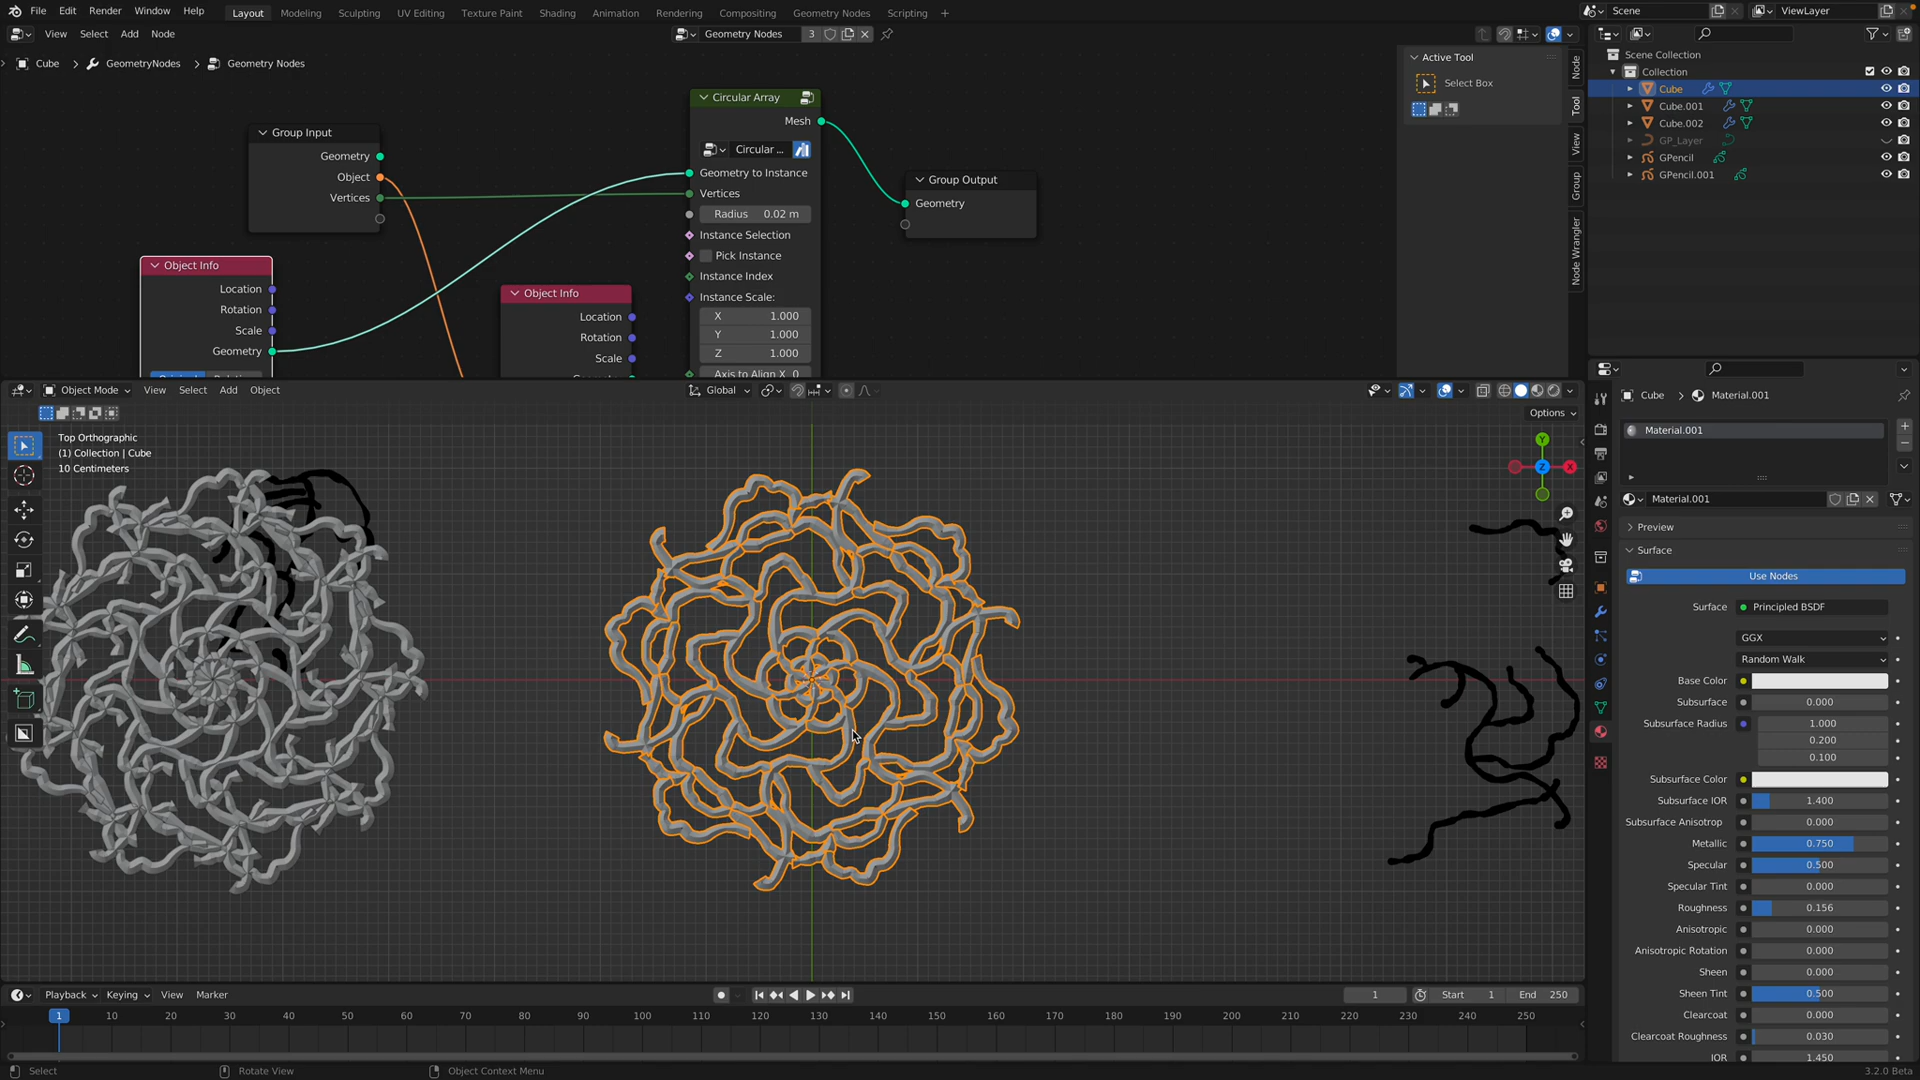 File Edit Render Window Help Layout Modeling Sculpting UV Editing Texture Paint Shading Animation Rendering Compositing Geometry Nodes Scripting + Scene ViewLayer
View Select Add Node Geometry Nodes 3
Cube > GeometryNodes > Geometry Nodes
Group Input
Geometry
Object
Vertices
Object Info
Location
Rotation
Scale
Geometry
Object Info
Location
Rotation
Scale
Circular Array
Mesh
Circular ...
Geometry to Instance
Vertices
Radius 0.02 m
Instance Selection
Pick Instance
Instance Index
Instance Scale:
X 1.000
Y 1.000
Z 1.000
Axis to Align X 0
Group Output
Geometry
Active Tool
Select Box
Node
Tool
View
Group
Node Wrangler
Scene Collection
Collection
Cube
Cube.001
Cube.002
GP_Layer
GPencil
GPencil.001
Object Mode View Select Add Object Global
Options
Top Orthographic
(1) Collection | Cube
10 Centimeters
Y
Z
X
Cube > Material.001
Material.001
Material.001
Preview
Surface
Use Nodes
Surface Principled BSDF
GGX
Random Walk
Base Color
Subsurface 0.000
Subsurface Radius 1.000
0.200
0.100
Subsurface Color
Subsurface IOR 1.400
Subsurface Anisotrop 0.000
Metallic 0.750
Specular 0.500
Specular Tint 0.000
Roughness 0.156
Anisotropic 0.000
Anisotropic Rotation 0.000
Sheen 0.000
Sheen Tint 0.500
Clearcoat 0.000
Clearcoat Roughness 0.030
IOR 1.450
Playback Keying View Marker 1 Start 1 End 250
1 10 20 30 40 50 60 70 80 90 100 110 120 130 140 150 160 170 180 190 200 210 220 230 240 250
Select Rotate View Object Context Menu 3.2.0 Beta